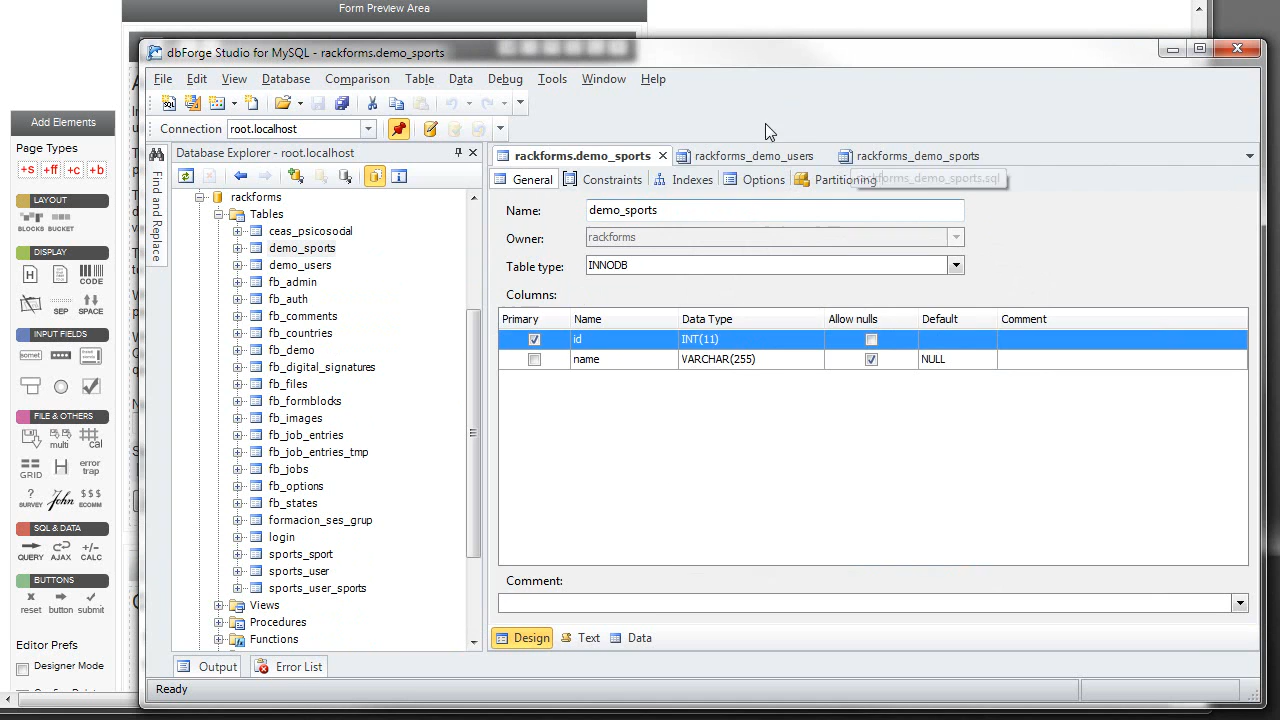 Form Preview Area
dbForge Studio for MySQL - rackforms.demo_sports
File Edit View Database Comparison Table Data Debug Tools Window Help
Connection root.localhost
Database Explorer - root.localhost
rackforms.demo_sports rackforms_demo_users rackforms_demo_sports
General Constraints Indexes Options Partitioning
Find and Replace
rackforms
Tables
ceas_psicosodal
demo_sports
demo_users
fb_admin
fb_auth
fb_comments
fb_countries
fb_demo
fb_digital_signatures
fb_files
fb_formblocks
fb_images
fb_job_entries
fb_job_entries_tmp
fb_jobs
fb_options
fb_states
formacion_ses_grup
login
sports_sport
sports_user
sports_user_sports
Views
Procedures
Functions
Name: demo_sports
Owner: rackforms
Table type: INNODB
Columns:
Primary Name Data Type Allow nulls Default Comment
id INT(11)
name VARCHAR(255) NULL
Comment:
Design Text Data
Output Error List
Ready
Add Elements
Page Types
+s +ff +c +b
LAYOUT
BLOCKS BUCKET
DISPLAY
H CODE
SEP SPACE
INPUT FIELDS
somet
FILE & OTHERS
multi cal
GRID H error trap
? SURVEY John $$$ ECOMM
SQL & DATA
QUERY AJAX +/- CALC
BUTTONS
reset button submit
Editor Prefs
Designer Mode